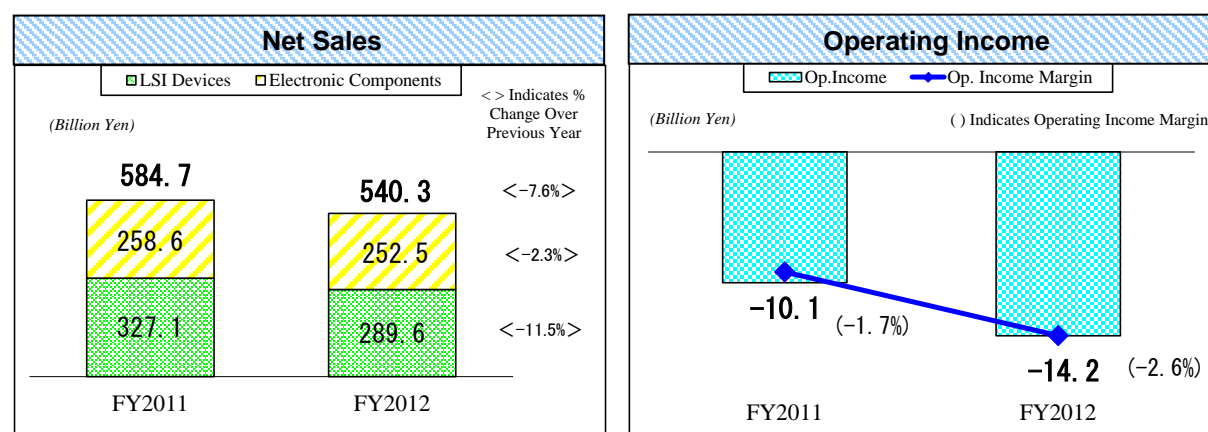 Net Sales
LSI Devices Electronic Components
< > Indicates %
Change Over
Previous Year
(Billion Yen)
584.7
540.3
<-7.6%>
258.6
252.5
<-2.3%>
327.1
289.6
<-11.5%>
FY2011
FY2012
Operating Income
Op.Income Op. Income Margin
(Billion Yen)
( ) Indicates Operating Income Margin
-10.1
(-1.7%)
-14.2
(-2.6%)
FY2011
FY2012